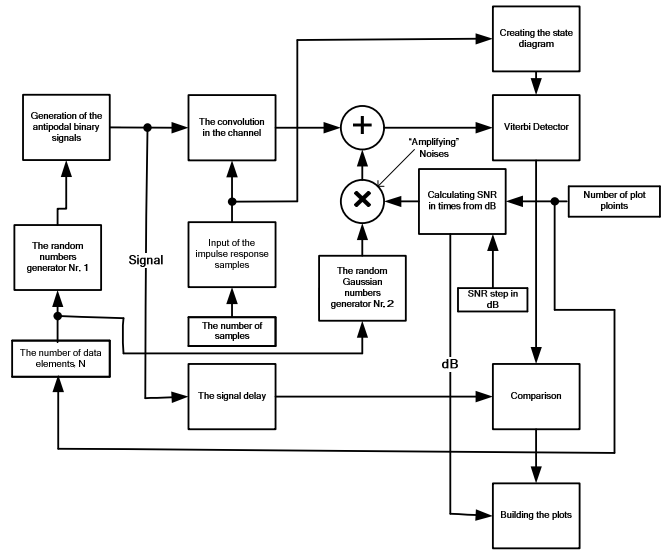 Creating the state
diagram
Generation of the
antipodal binary
signals
The convolution
in the channel
+
Viterbi Detector
"Amplifying"
Noises
×
Calculating SNR
in times from dB
Number of plot
ploints
The random
numbers
generator Nr. 1
Signal
Input of the
impulse response
samples
The random
Gaussian
numbers
generator Nr. 2
SNR step in
dB
The number of
samples
The number of data
elements, N
dB
The signal delay
Comparison
Building the plots